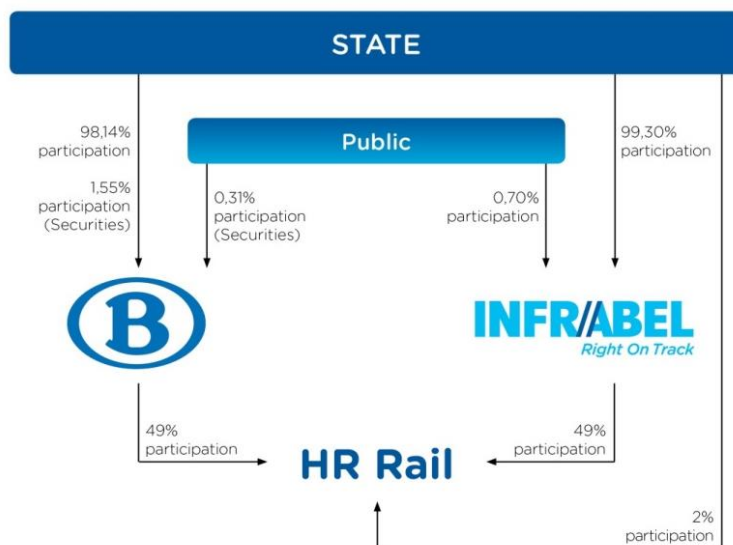 STATE
98,14%
participation
1,55%
participation
(Securities)
Public
99,30%
participation
0,31%
participation
(Securities)
0,70%
participation
B
INFRABEL
Right On Track
49%
participation
HR Rail
49%
participation
2%
participation